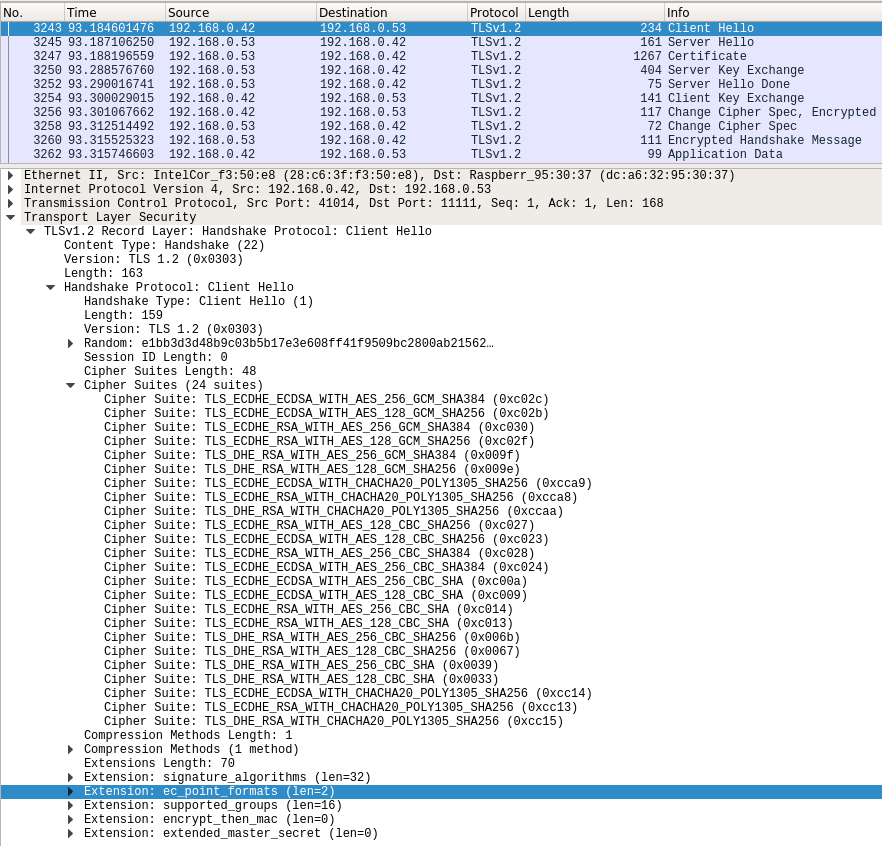 No. Time Source Destination Protocol Length Info
3243 93.184601476 192.168.0.42 192.168.0.53 TLSv1.2 234 Client Hello
3245 93.187106250 192.168.0.53 192.168.0.42 TLSv1.2 161 Server Hello
3247 93.188196559 192.168.0.53 192.168.0.42 TLSv1.2 1267 Certificate
3250 93.288576760 192.168.0.53 192.168.0.42 TLSv1.2 404 Server Key Exchange
3252 93.290016741 192.168.0.53 192.168.0.42 TLSv1.2 75 Server Hello Done
3254 93.300029015 192.168.0.42 192.168.0.53 TLSv1.2 141 Client Key Exchange
3256 93.301067662 192.168.0.42 192.168.0.53 TLSv1.2 117 Change Cipher Spec, Encrypted
3258 93.312514492 192.168.0.53 192.168.0.42 TLSv1.2 72 Change Cipher Spec
3260 93.315525323 192.168.0.53 192.168.0.42 TLSv1.2 111 Encrypted Handshake Message
3262 93.315746603 192.168.0.42 192.168.0.53 TLSv1.2 99 Application Data
Ethernet II, Src: IntelCor_f3:50:e8 (28:c6:3f:f3:50:e8), Dst: Raspberr_95:30:37 (dc:a6:32:95:30:37)
Internet Protocol Version 4, Src: 192.168.0.42, Dst: 192.168.0.53
Transmission Control Protocol, Src Port: 41014, Dst Port: 11111, Seq: 1, Ack: 1, Len: 168
Transport Layer Security
TLSv1.2 Record Layer: Handshake Protocol: Client Hello
Content Type: Handshake (22)
Version: TLS 1.2 (0x0303)
Length: 163
Handshake Protocol: Client Hello
Handshake Type: Client Hello (1)
Length: 159
Version: TLS 1.2 (0x0303)
Random: e1bb3d3d48b9c03b5b17e3e608ff41f9509bc2800ab21562…
Session ID Length: 0
Cipher Suites Length: 48
Cipher Suites (24 suites)
Cipher Suite: TLS_ECDHE_ECDSA_WITH_AES_256_GCM_SHA384 (0xc02c)
Cipher Suite: TLS_ECDHE_ECDSA_WITH_AES_128_GCM_SHA256 (0xc02b)
Cipher Suite: TLS_ECDHE_RSA_WITH_AES_256_GCM_SHA384 (0xc030)
Cipher Suite: TLS_ECDHE_RSA_WITH_AES_128_GCM_SHA256 (0xc02f)
Cipher Suite: TLS_DHE_RSA_WITH_AES_256_GCM_SHA384 (0x009f)
Cipher Suite: TLS_DHE_RSA_WITH_AES_128_GCM_SHA256 (0x009e)
Cipher Suite: TLS_ECDHE_ECDSA_WITH_CHACHA20_POLY1305_SHA256 (0xcca9)
Cipher Suite: TLS_ECDHE_RSA_WITH_CHACHA20_POLY1305_SHA256 (0xcca8)
Cipher Suite: TLS_DHE_RSA_WITH_CHACHA20_POLY1305_SHA256 (0xccaa)
Cipher Suite: TLS_ECDHE_RSA_WITH_AES_128_CBC_SHA256 (0xc027)
Cipher Suite: TLS_ECDHE_ECDSA_WITH_AES_128_CBC_SHA256 (0xc023)
Cipher Suite: TLS_ECDHE_RSA_WITH_AES_256_CBC_SHA384 (0xc028)
Cipher Suite: TLS_ECDHE_ECDSA_WITH_AES_256_CBC_SHA384 (0xc024)
Cipher Suite: TLS_ECDHE_ECDSA_WITH_AES_256_CBC_SHA (0xc00a)
Cipher Suite: TLS_ECDHE_ECDSA_WITH_AES_128_CBC_SHA (0xc009)
Cipher Suite: TLS_ECDHE_RSA_WITH_AES_256_CBC_SHA (0xc014)
Cipher Suite: TLS_ECDHE_RSA_WITH_AES_128_CBC_SHA (0xc013)
Cipher Suite: TLS_DHE_RSA_WITH_AES_256_CBC_SHA256 (0x006b)
Cipher Suite: TLS_DHE_RSA_WITH_AES_128_CBC_SHA256 (0x0067)
Cipher Suite: TLS_DHE_RSA_WITH_AES_256_CBC_SHA (0x0039)
Cipher Suite: TLS_DHE_RSA_WITH_AES_128_CBC_SHA (0x0033)
Cipher Suite: TLS_ECDHE_ECDSA_WITH_CHACHA20_POLY1305_SHA256 (0xcc14)
Cipher Suite: TLS_ECDHE_RSA_WITH_CHACHA20_POLY1305_SHA256 (0xcc13)
Cipher Suite: TLS_DHE_RSA_WITH_CHACHA20_POLY1305_SHA256 (0xcc15)
Compression Methods Length: 1
Compression Methods (1 method)
Extensions Length: 70
Extension: signature_algorithms (len=32)
Extension: ec_point_formats (len=2)
Extension: supported_groups (len=16)
Extension: encrypt_then_mac (len=0)
Extension: extended_master_secret (len=0)